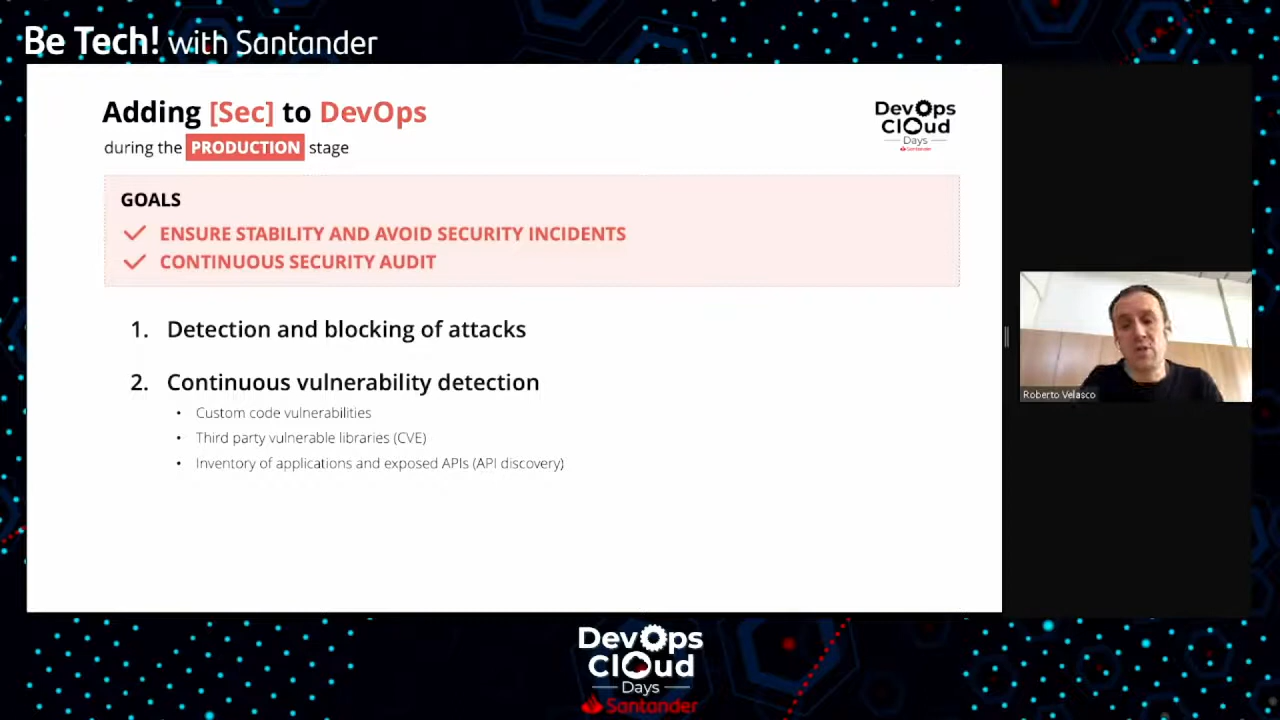 Be Tech! with Santander
Adding [Sec] to DevOps
during the PRODUCTION stage
DevOps
Cloud
Days
Santander
GOALS
ENSURE STABILITY AND AVOID SECURITY INCIDENTS
CONTINUOUS SECURITY AUDIT
1. Detection and blocking of attacks
2. Continuous vulnerability detection
• Custom code vulnerabilities
• Third party vulnerable libraries (CVE)
• Inventory of applications and exposed APIs (API discovery)
Roberto Velasco
DevOps
Cloud
Days
Santander